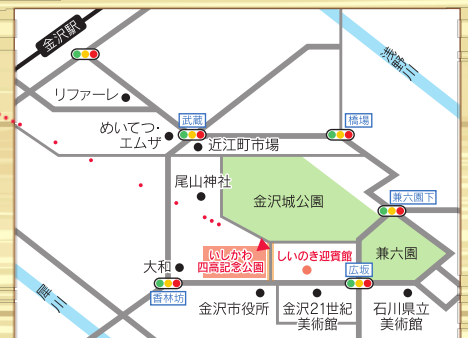 金沢駅
浅野川
リファーレ
武蔵
橋場
めいてつ・
エムザ
近江町市場
尾山神社
金沢城公園
兼六園下
いしかわ
四高記念公園
しいのき迎賓館
兼六園
大和
広坂
香林坊
犀川
金沢市役所
金沢21世紀
美術館
石川県立
美術館